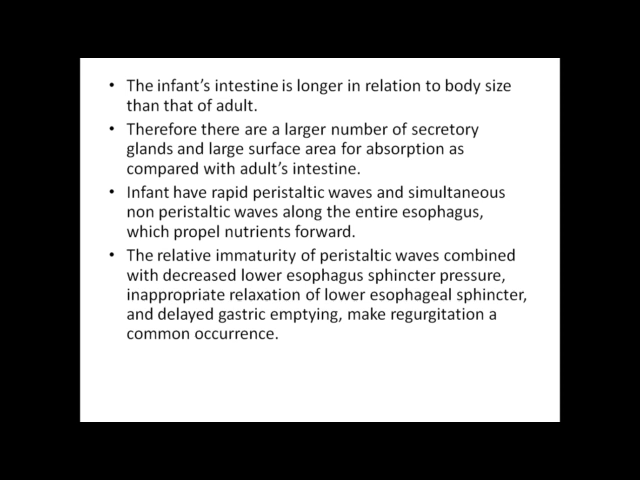 • The infant’s intestine is longer in relation to body size
than that of adult.
• Therefore there are a larger number of secretory
glands and large surface area for absorption as
compared with adult’s intestine.
• Infant have rapid peristaltic waves and simultaneous
non peristaltic waves along the entire esophagus,
which propel nutrients forward.
• The relative immaturity of peristaltic waves combined
with decreased lower esophagus sphincter pressure,
inappropriate relaxation of lower esophageal sphincter,
and delayed gastric emptying, make regurgitation a
common occurrence.